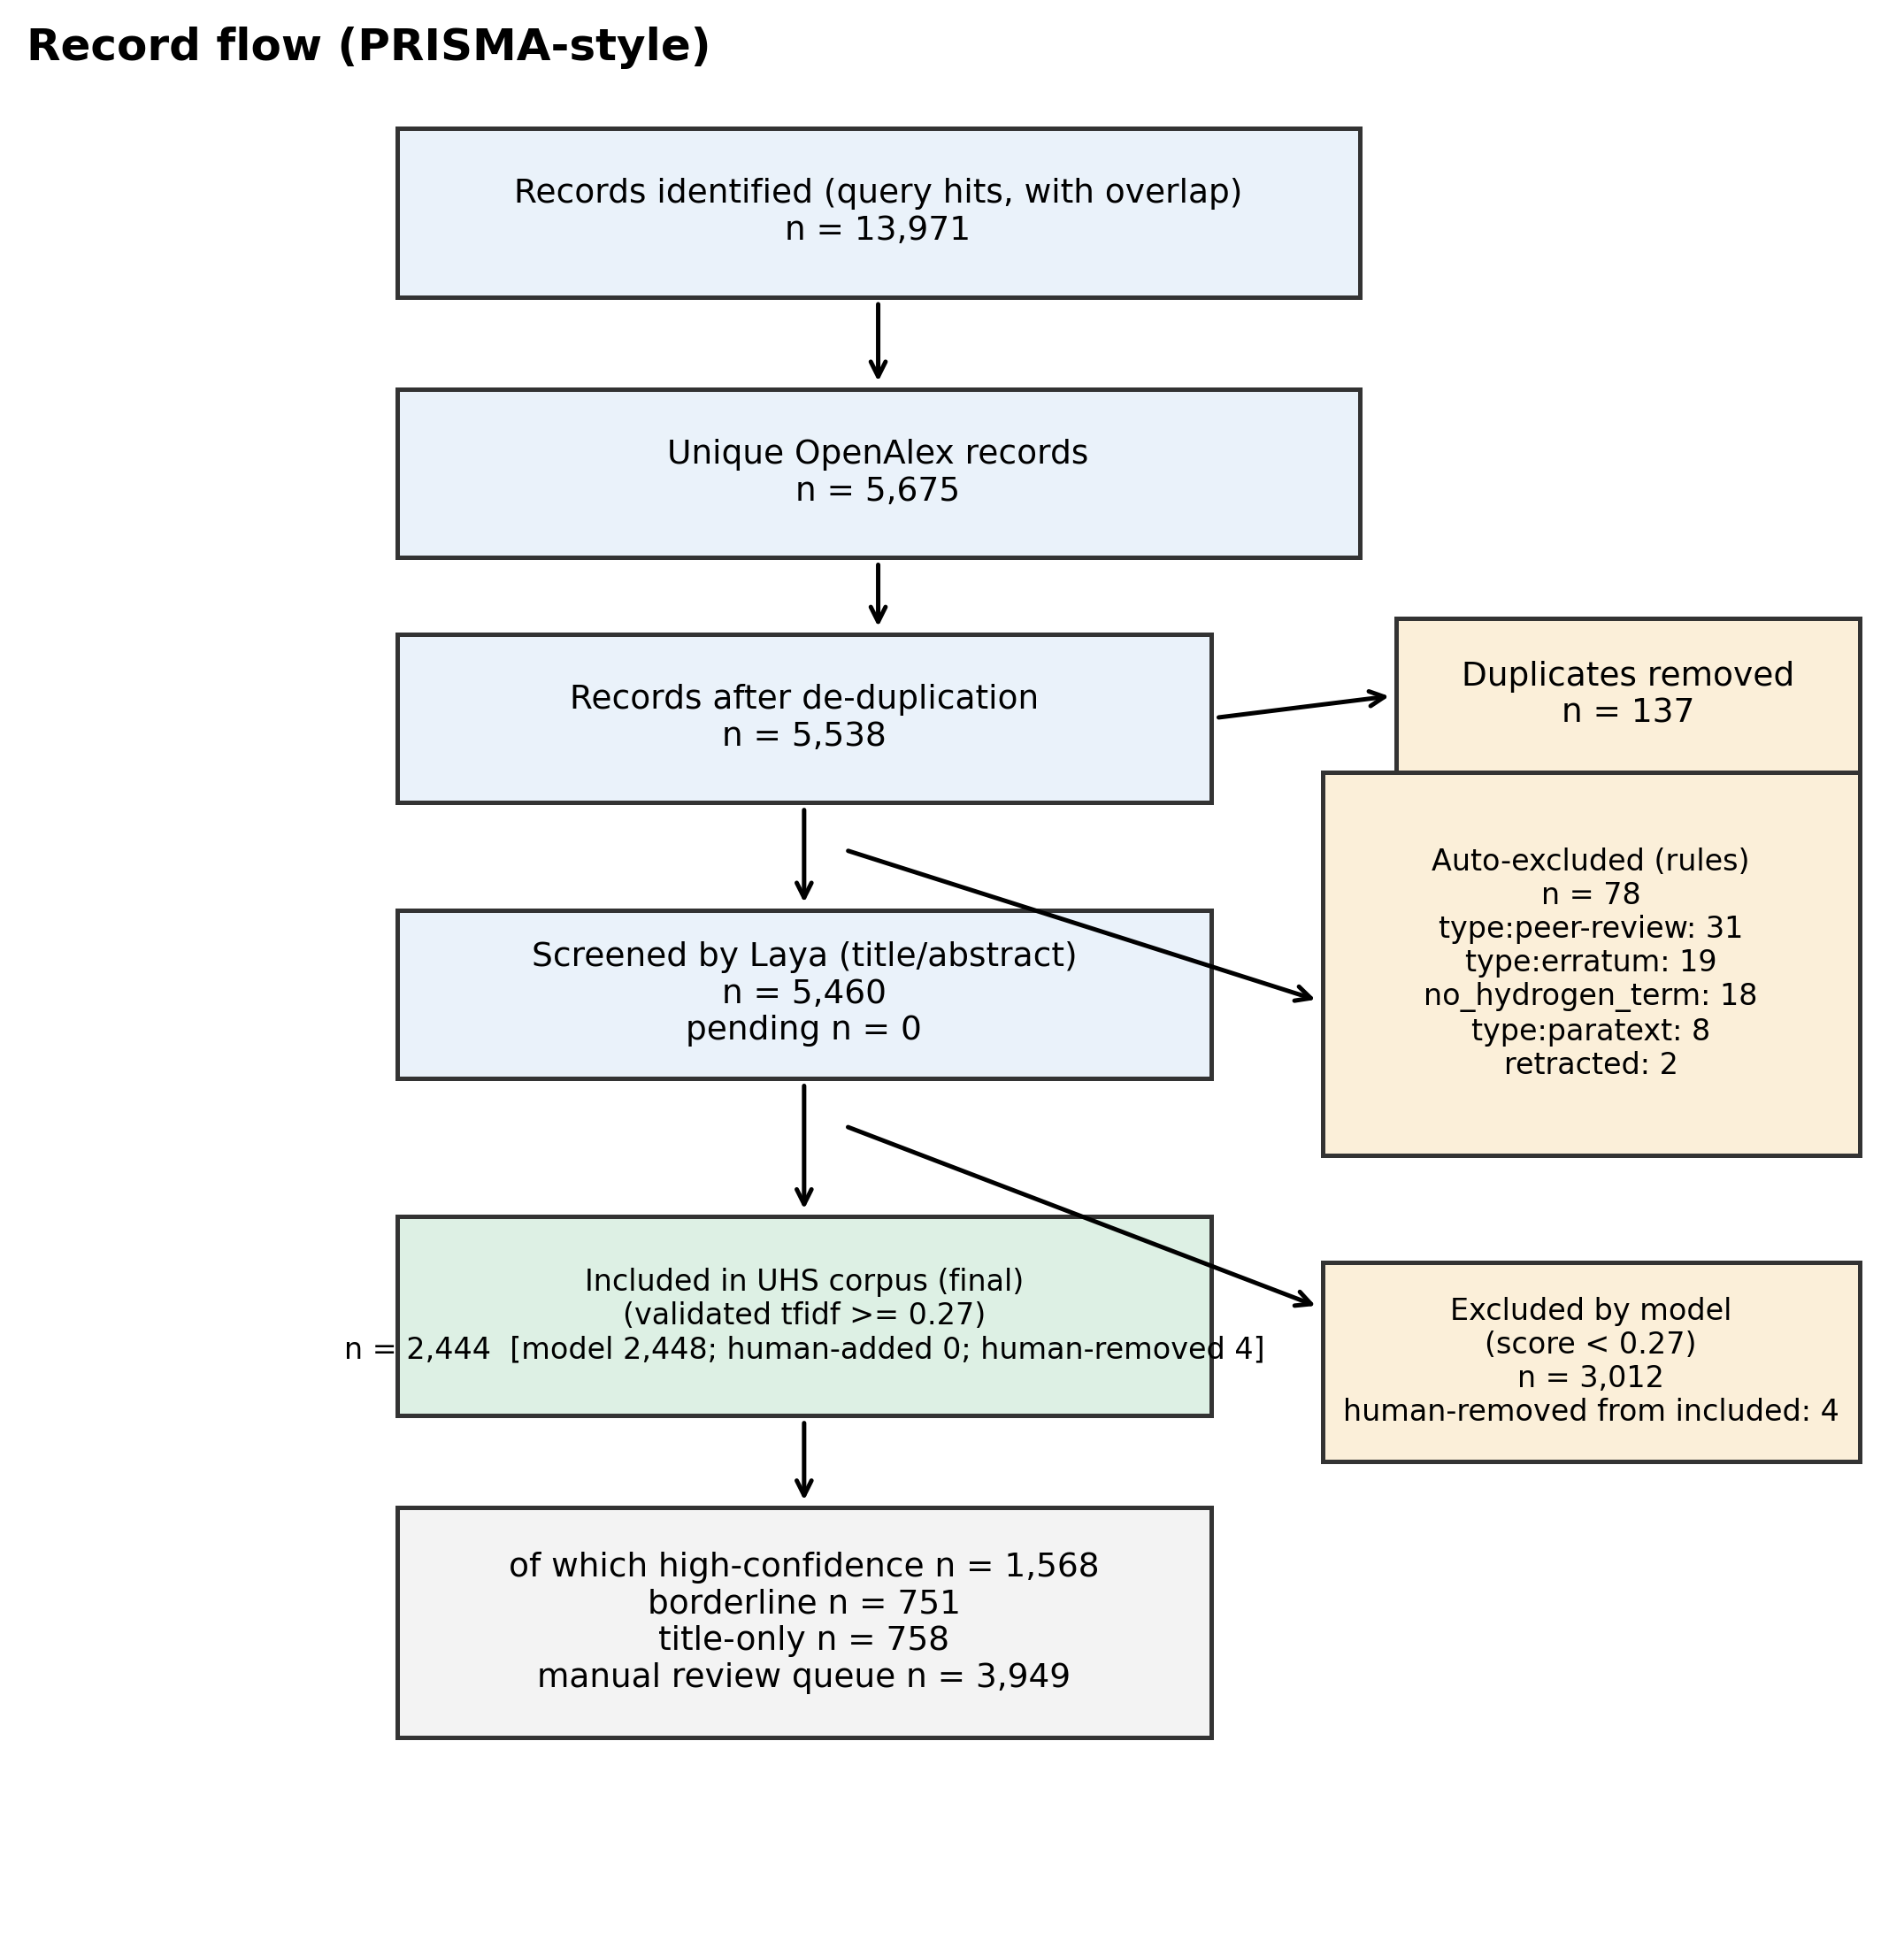 Record flow (PRISMA-style)
Records identified (query hits, with overlap)
n = 13,971
Unique OpenAlex records
n = 5,675
Records after de-duplication
n = 5,538
Duplicates removed
n = 137
Auto-excluded (rules)
n = 78
type:peer-review: 31
type:erratum: 19
no_hydrogen_term: 18
type:paratext: 8
retracted: 2
Screened by Laya (title/abstract)
n = 5,460
pending n = 0
Included in UHS corpus (final)
(validated tfidf >= 0.27)
n = 2,444  [model 2,448; human-added 0; human-removed 4]
Excluded by model
(score < 0.27)
n = 3,012
human-removed from included: 4
of which high-confidence n = 1,568
borderline n = 751
title-only n = 758
manual review queue n = 3,949